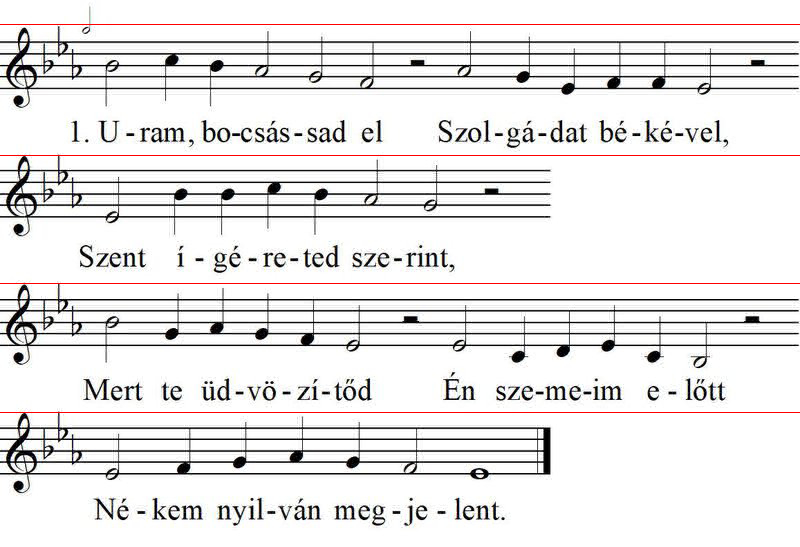 1. U - ram, bo-csás-sad el Szol-gá-dat bé-ké-vel,
Szent í - gé - re - ted sze-rint,
Mert te üd-vö-zí-tőd Én sze-me-im e - lőtt
Né - kem nyil-ván meg-je - lent.